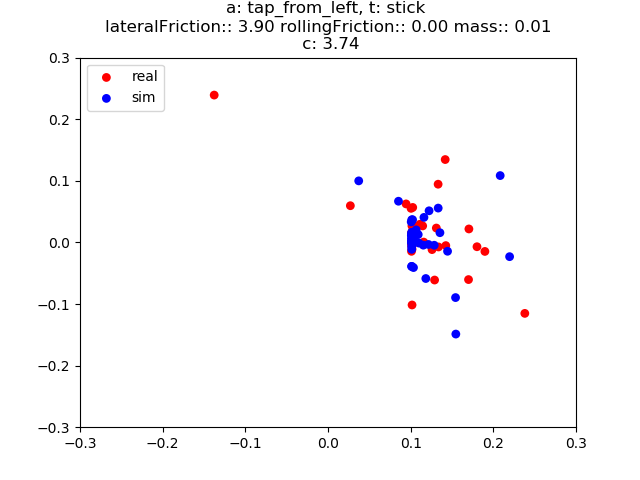 a: tap_from_left, t: stick
lateralFriction:: 3.90 rollingFriction:: 0.00 mass:: 0.01
c: 3.74
real
sim
0.3
0.2
0.1
0.0
−0.1
−0.2
−0.3
−0.3
−0.2
−0.1
0.0
0.1
0.2
0.3